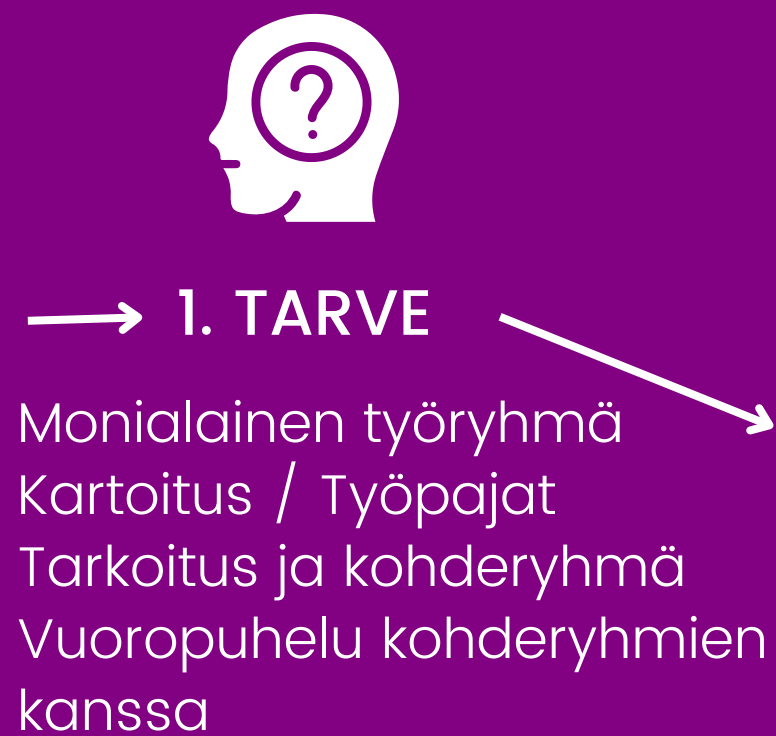 ?
1. TARVE
Monialainen työryhmä
Kartoitus / Työpajat
Tarkoitus ja kohderyhmä
Vuoropuhelu kohderyhmien
kanssa